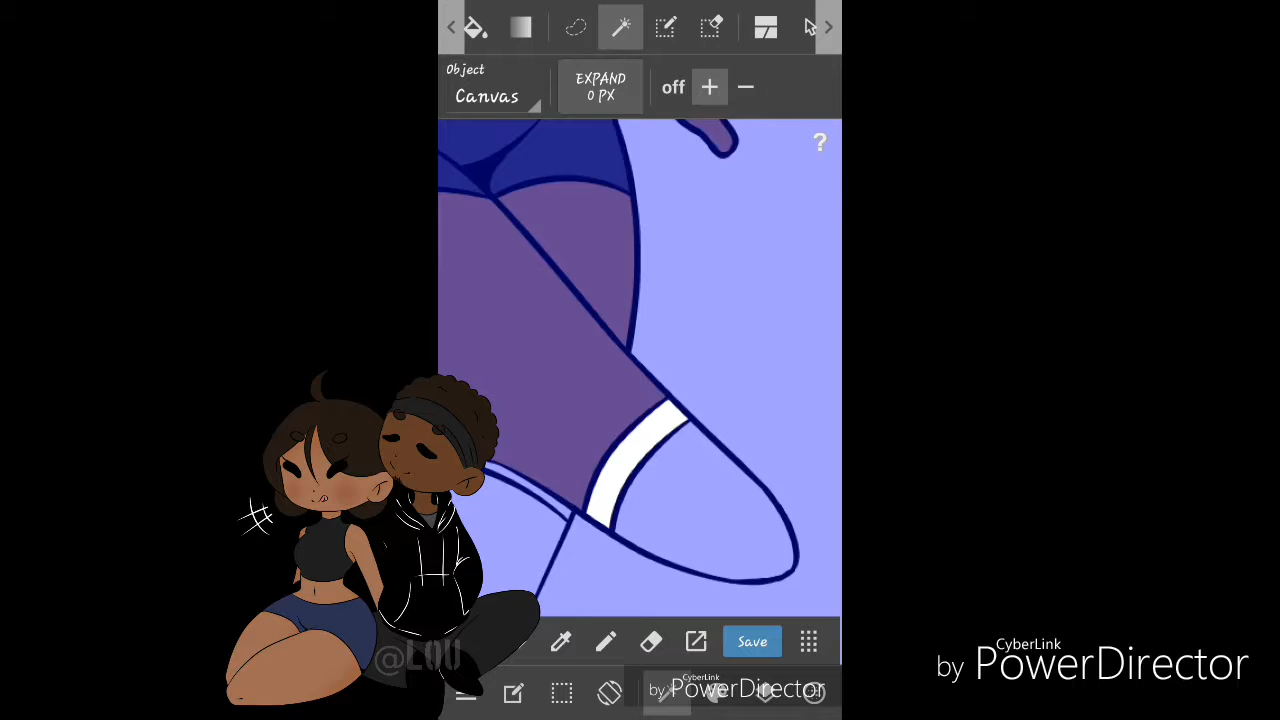 Object
Canvas
EXPAND
0 PX
off
?
Save
@LOU
CyberLink
by PowerDirector
CyberLink
by PowerDirector